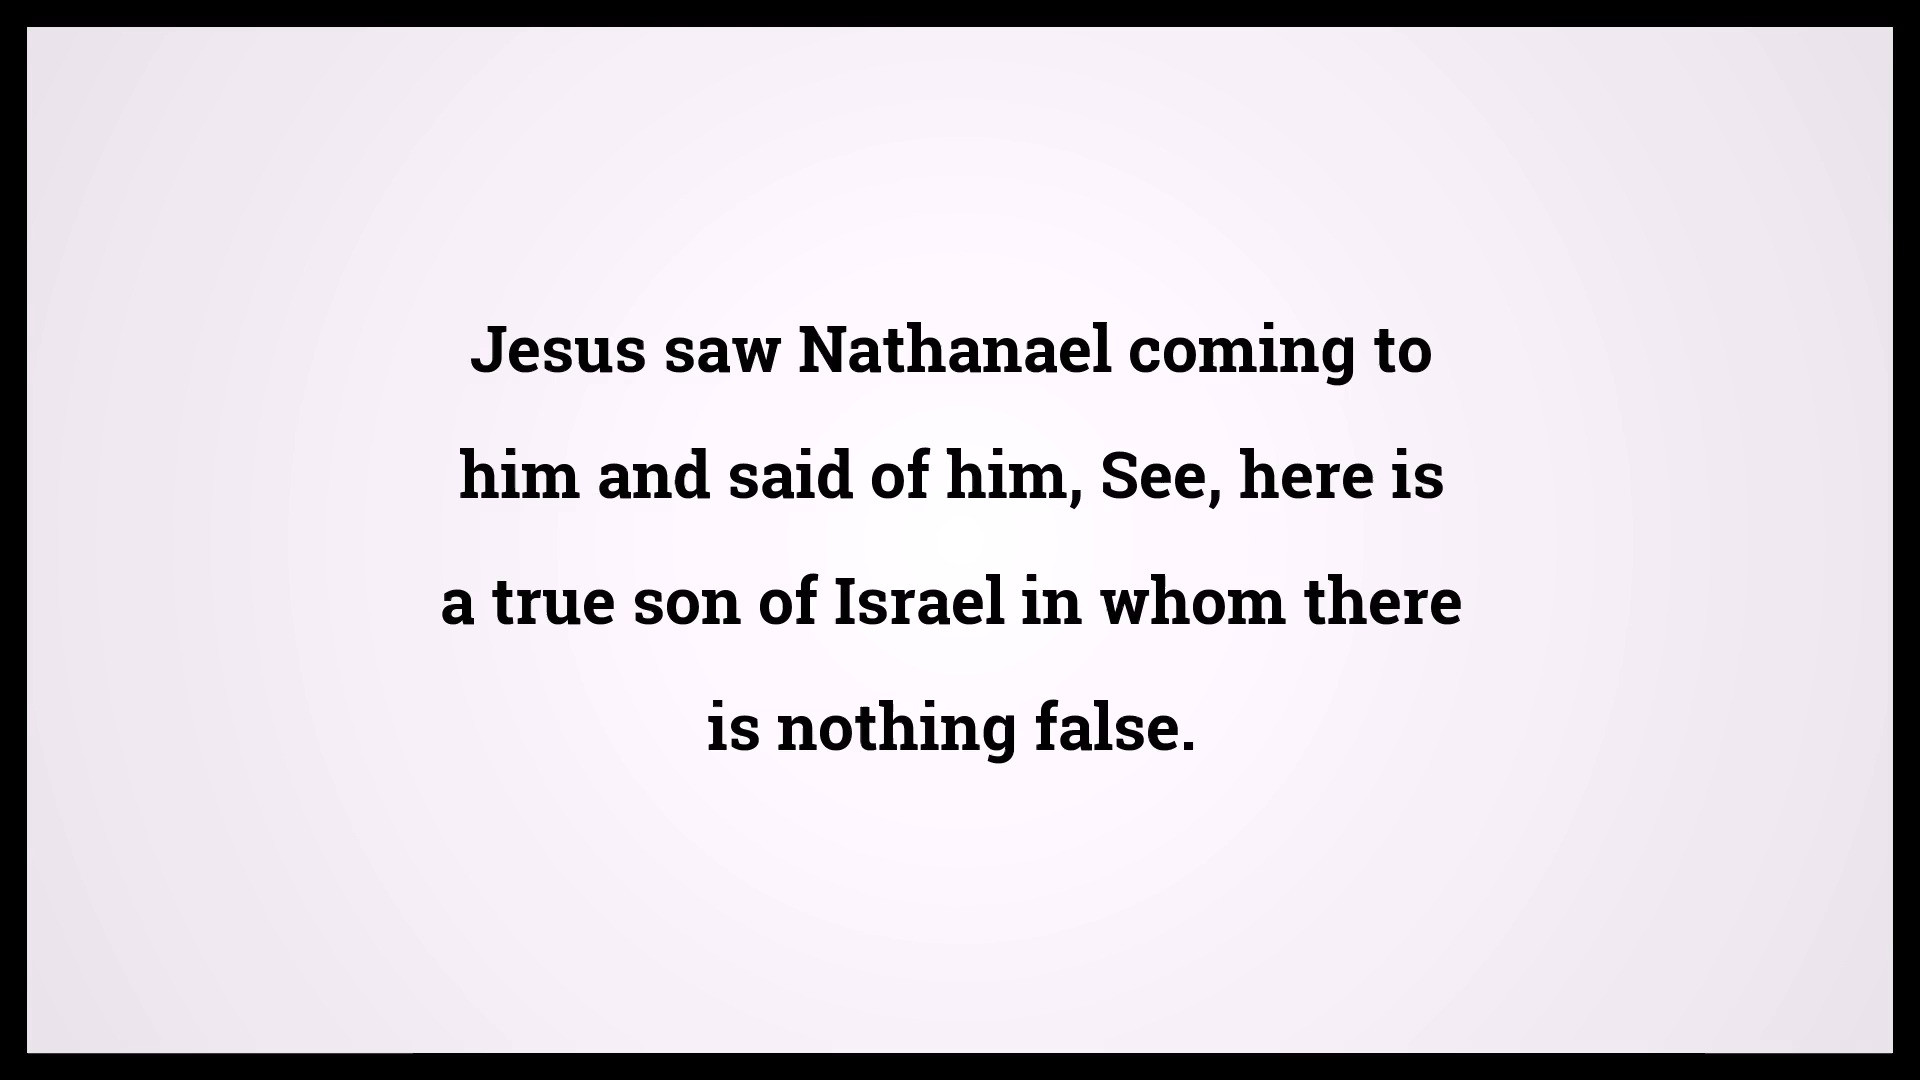 Jesus saw Nathanael coming to
him and said of him, See, here is
a true son of Israel in whom there
is nothing false.